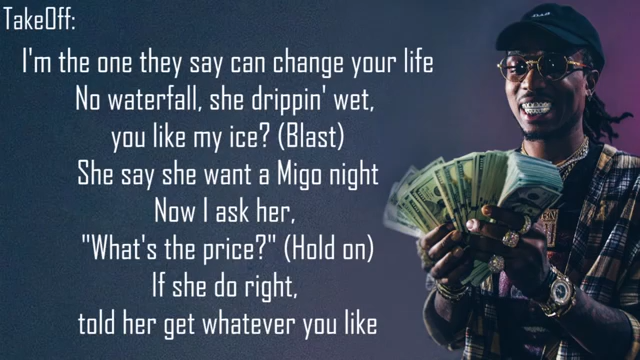 TakeOff:
I'm the one they say can change your life
No waterfall, she drippin' wet,
you like my ice? (Blast)
She say she want a Migo night
Now I ask her,
"What's the price?" (Hold on)
If she do right,
told her get whatever you like